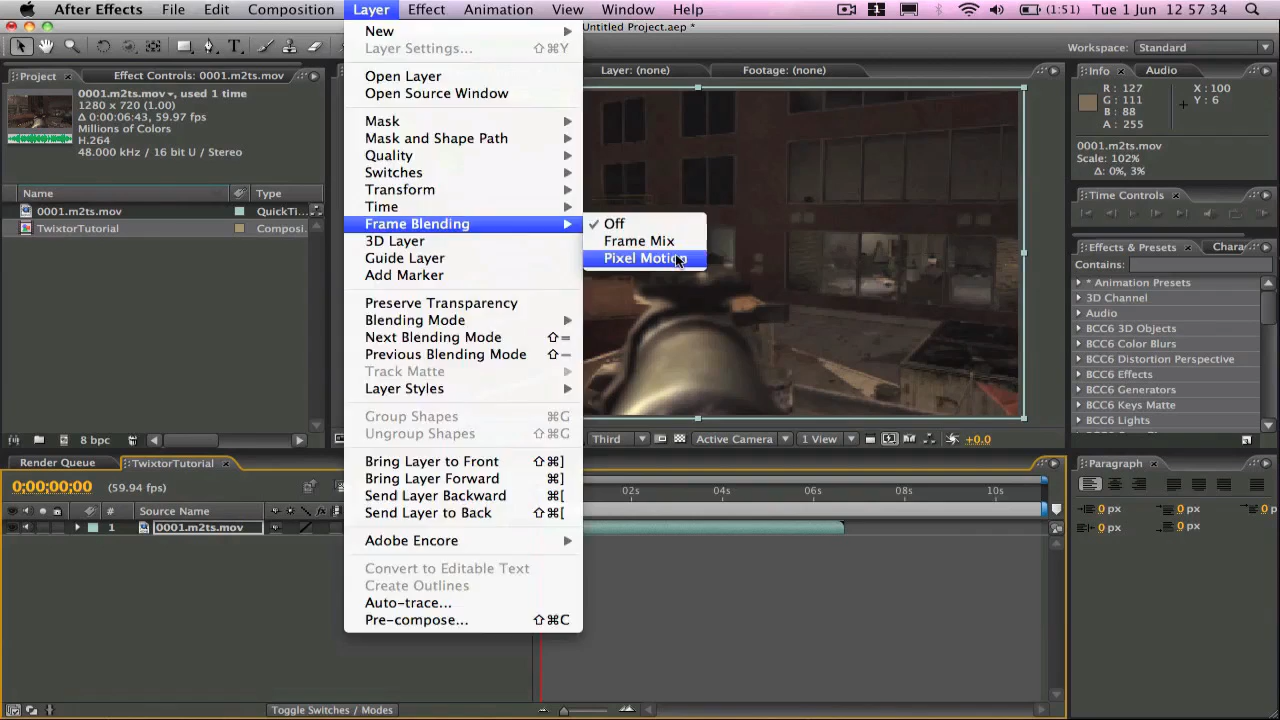 After Effects File Edit Composition Layer Effect Animation View Window Help
(1:51) Tue 1 Jun 12 57 34
Untitled Project.aep *
Workspace: Standard
Project
Effect Controls: 0001.m2ts.mov
0001.m2ts.mov , used 1 time
1280 x 720 (1.00)
Δ 0:00:06:43, 59.97 fps
Millions of Colors
H.264
48.000 kHz / 16 bit U / Stereo
Name Type
0001.m2ts.mov QuickTi...
TwixtorTutorial Composi...
8 bpc
New
Layer Settings... ⇧⌘Y
Open Layer
Open Source Window
Mask
Mask and Shape Path
Quality
Switches
Transform
Time
Frame Blending
3D Layer
Guide Layer
Add Marker
Preserve Transparency
Blending Mode
Next Blending Mode ⇧=
Previous Blending Mode ⇧-
Track Matte
Layer Styles
Group Shapes ⌘G
Ungroup Shapes ⇧⌘G
Bring Layer to Front ⇧⌘]
Bring Layer Forward ⌘]
Send Layer Backward ⌘[
Send Layer to Back ⇧⌘[
Adobe Encore
Convert to Editable Text
Create Outlines
Auto-trace...
Pre-compose... ⇧⌘C
✓ Off
Frame Mix
Pixel Motion
Layer: (none)
Footage: (none)
Third
Active Camera
1 View
+0.0
Info
Audio
R : 127
G : 111
B : 88
A : 255
X : 100
Y : 6
0001.m2ts.mov
Scale: 102%
Δ : 0%, 3%
Time Controls
Effects & Presets
Chara
Contains:
* Animation Presets
3D Channel
Audio
BCC6 3D Objects
BCC6 Color Blurs
BCC6 Distortion Perspective
BCC6 Effects
BCC6 Generators
BCC6 Keys Matte
BCC6 Lights
Render Queue
TwixtorTutorial
0;00;00;00 (59.94 fps)
# Source Name
1 0001.m2ts.mov
02s 04s 06s 08s 10s
Toggle Switches / Modes
Paragraph
0 px 0 px 0 p
0 px 0 px